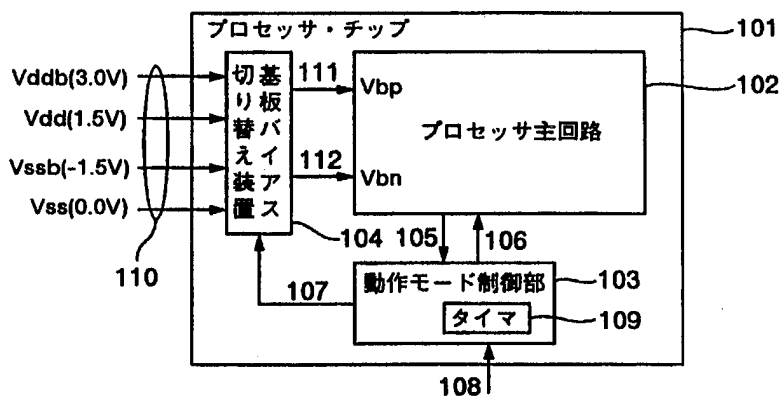 プロセッサ・チップ
101
Vddb(3.0V)
Vdd(1.5V)
Vssb(-1.5V)
Vss(0.0V)
110
基板バイアス
切り替え装置
104
111
112
Vbp
Vbn
プロセッサ主回路
102
105
106
107
動作モード制御部
103
タイマ
109
108